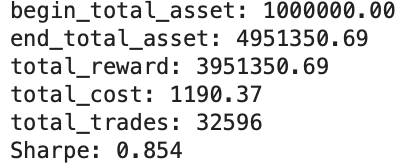 begin_total_asset: 1000000.00
end_total_asset: 4951350.69
total_reward: 3951350.69
total_cost: 1190.37
total_trades: 32596
Sharpe: 0.854